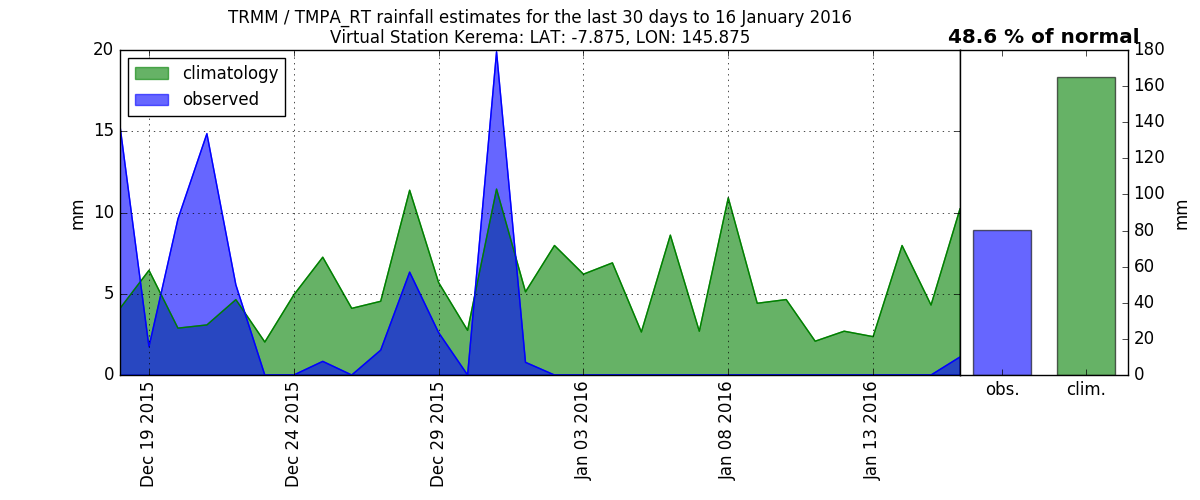 TRMM / TMPA_RT rainfall estimates for the last 30 days to 16 January 2016
Virtual Station Kerema: LAT: -7.875, LON: 145.875
48.6 % of normal
climatology
observed
20
15
10
5
0
mm
Dec 19 2015
Dec 24 2015
Dec 29 2015
Jan 03 2016
Jan 08 2016
Jan 13 2016
obs.
clim.
180
160
140
120
100
80
60
40
20
0
mm